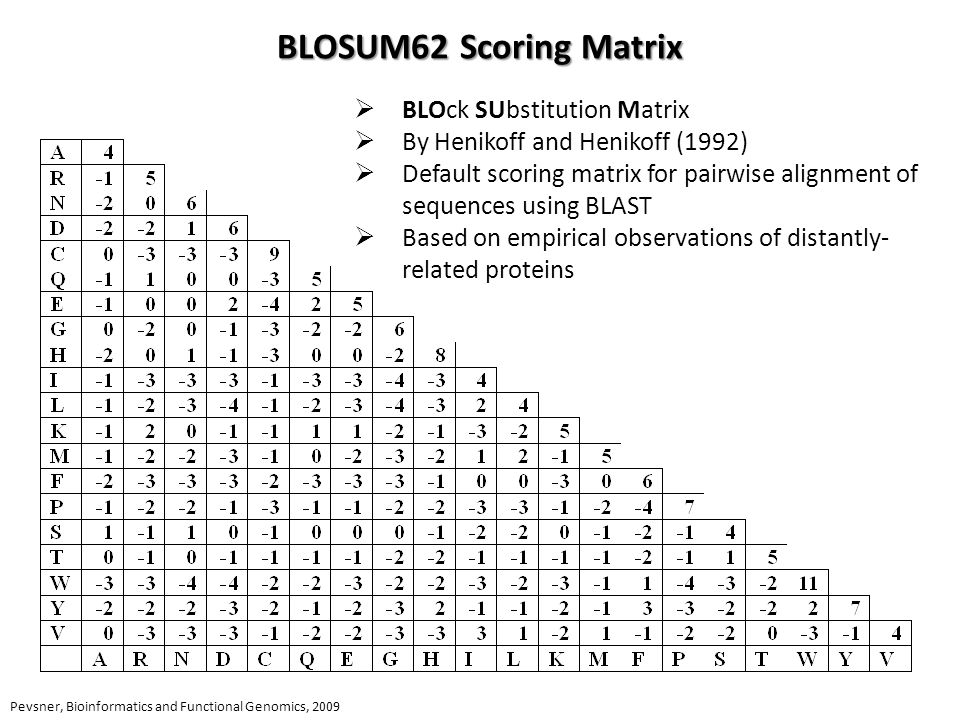 BLOSUM62 Scoring Matrix
➢ BLOck SUbstitution Matrix
➢ By Henikoff and Henikoff (1992)
➢ Default scoring matrix for pairwise alignment of
sequences using BLAST
➢ Based on empirical observations of distantly-
related proteins
A 4
R -1 5
N -2 0 6
D -2 -2 1 6
C 0 -3 -3 -3 9
Q -1 1 0 0 -3 5
E -1 0 0 2 -4 2 5
G 0 -2 0 -1 -3 -2 -2 6
H -2 0 1 -1 -3 0 0 -2 8
I -1 -3 -3 -3 -1 -3 -3 -4 -3 4
L -1 -2 -3 -4 -1 -2 -3 -4 -3 2 4
K -1 2 0 -1 -1 1 1 -2 -1 -3 -2 5
M -1 -2 -2 -3 -1 0 -2 -3 -2 1 2 -1 5
F -2 -3 -3 -3 -2 -3 -3 -3 -1 0 0 -3 0 6
P -1 -2 -2 -1 -3 -1 -1 -2 -2 -3 -3 -1 -2 -4 7
S 1 -1 1 0 -1 0 0 0 -1 -2 -2 0 -1 -2 -1 4
T 0 -1 0 -1 -1 -1 -1 -2 -2 -1 -1 -1 -1 -2 -1 1 5
W -3 -3 -4 -4 -2 -2 -3 -2 -2 -3 -2 -3 -1 1 -4 -3 -2 11
Y -2 -2 -2 -3 -2 -1 -2 -3 2 -1 -1 -2 -1 3 -3 -2 -2 2 7
V 0 -3 -3 -3 -1 -2 -2 -3 -3 3 1 -2 1 -1 -2 -2 0 -3 -1 4
A R N D C Q E G H I L K M F P S T W Y V
Pevsner, Bioinformatics and Functional Genomics, 2009